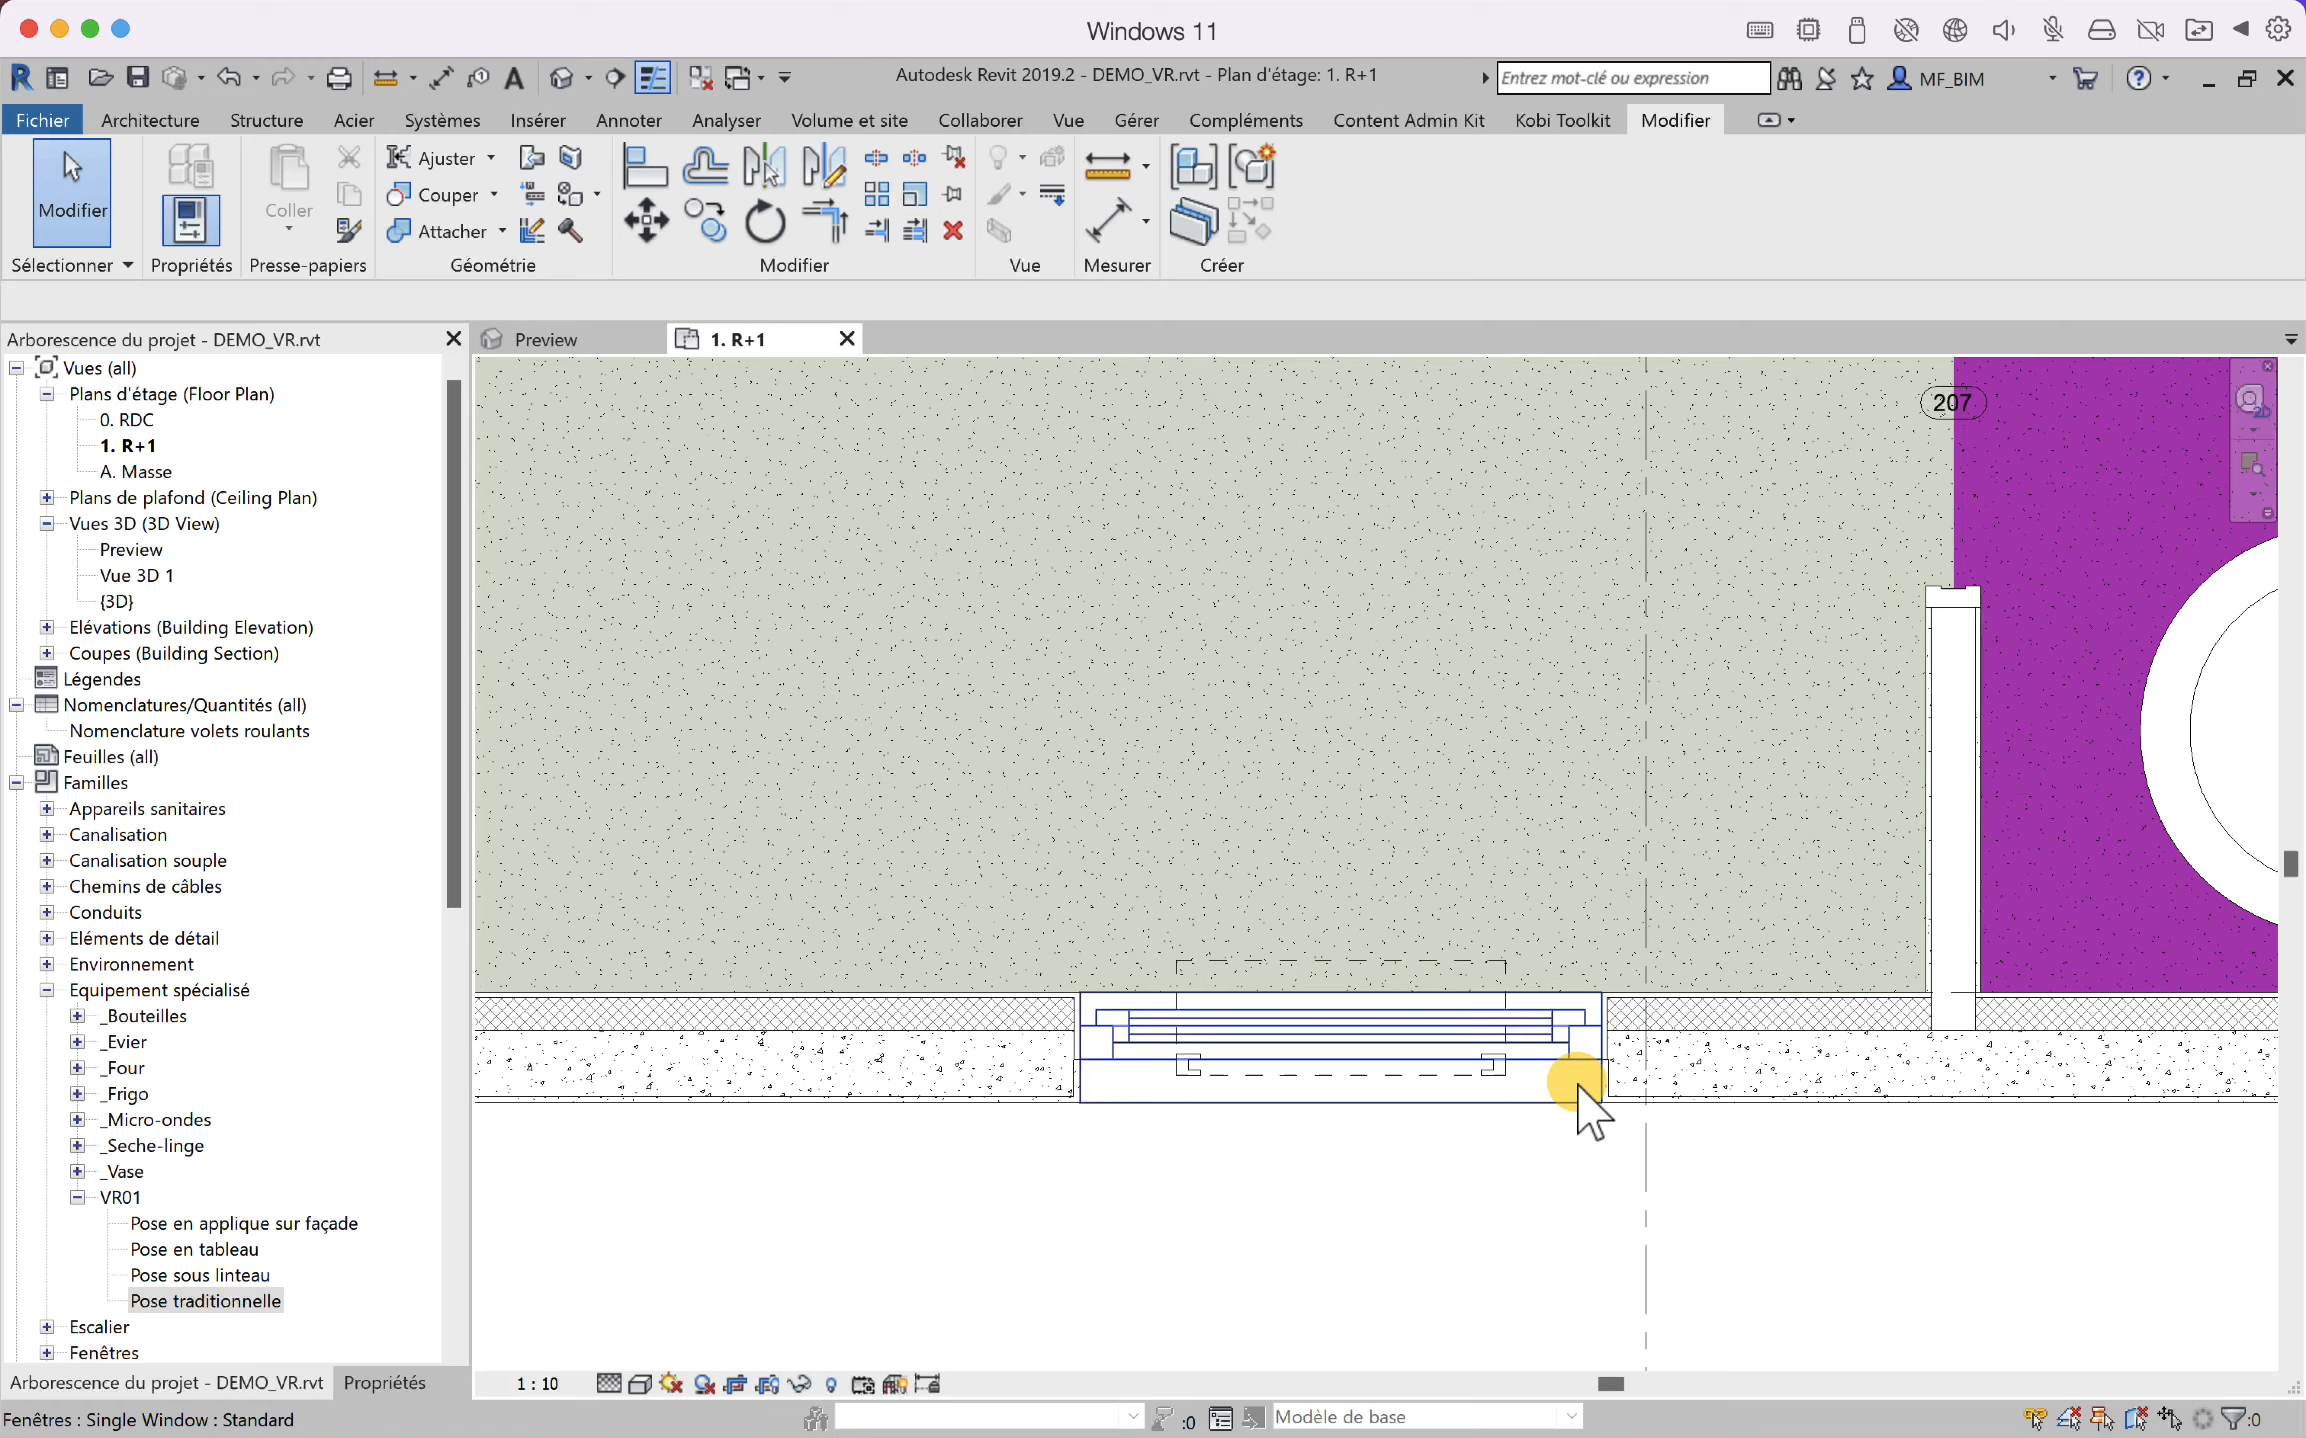 Windows 11
Autodesk Revit 2019.2 - DEMO_VR.rvt - Plan d'étage: 1. R+1
Entrez mot-clé ou expression
MF_BIM
Fichier Architecture Structure Acier Systèmes Insérer Annoter Analyser Volume et site Collaborer Vue Gérer Compléments Content Admin Kit Kobi Toolkit Modifier
Modifier
Coller
Ajuster
Couper
Attacher
Sélectionner Propriétés Presse-papiers Géométrie Modifier Vue Mesurer Créer
Arborescence du projet - DEMO_VR.rvt
Preview
1. R+1
Vues (all)
Plans d'étage (Floor Plan)
0. RDC
1. R+1
A. Masse
Plans de plafond (Ceiling Plan)
Vues 3D (3D View)
Preview
Vue 3D 1
{3D}
Elévations (Building Elevation)
Coupes (Building Section)
Légendes
Nomenclatures/Quantités (all)
Nomenclature volets roulants
Feuilles (all)
Familles
Appareils sanitaires
Canalisation
Canalisation souple
Chemins de câbles
Conduits
Eléments de détail
Environnement
Equipement spécialisé
_Bouteilles
_Evier
_Four
_Frigo
_Micro-ondes
_Seche-linge
_Vase
VR01
Pose en applique sur façade
Pose en tableau
Pose sous linteau
Pose traditionnelle
Escalier
Fenêtres
207
2D
Arborescence du projet - DEMO_VR.rvt Propriétés
1 : 10
Fenêtres : Single Window : Standard
:0
Modèle de base
:0